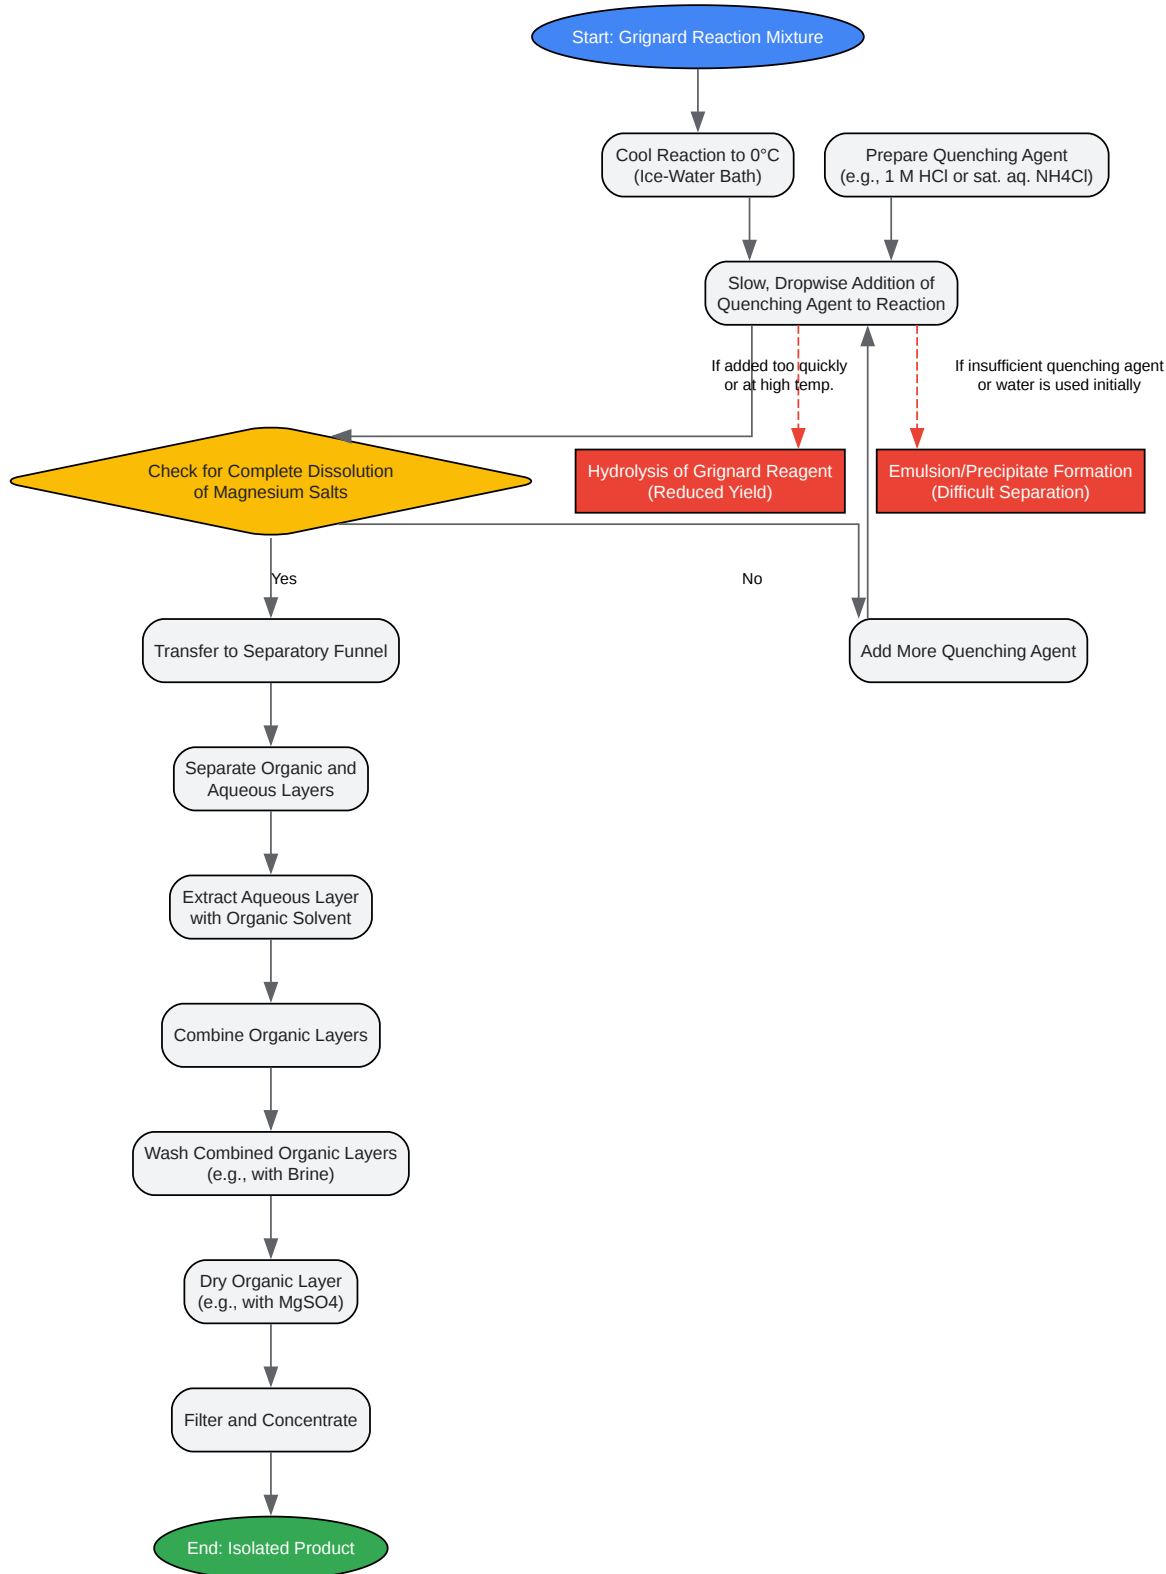 Start: Grignard Reaction Mixture
Cool Reaction to 0°C
(Ice-Water Bath)
Prepare Quenching Agent
(e.g., 1 M HCl or sat. aq. NH4Cl)
Slow, Dropwise Addition of
Quenching Agent to Reaction
If added too quickly
or at high temp.
If insufficient quenching agent
or water is used initially
Check for Complete Dissolution
of Magnesium Salts
Hydrolysis of Grignard Reagent
(Reduced Yield)
Emulsion/Precipitate Formation
(Difficult Separation)
Yes
No
Transfer to Separatory Funnel
Add More Quenching Agent
Separate Organic and
Aqueous Layers
Extract Aqueous Layer
with Organic Solvent
Combine Organic Layers
Wash Combined Organic Layers
(e.g., with Brine)
Dry Organic Layer
(e.g., with MgSO4)
Filter and Concentrate
End: Isolated Product